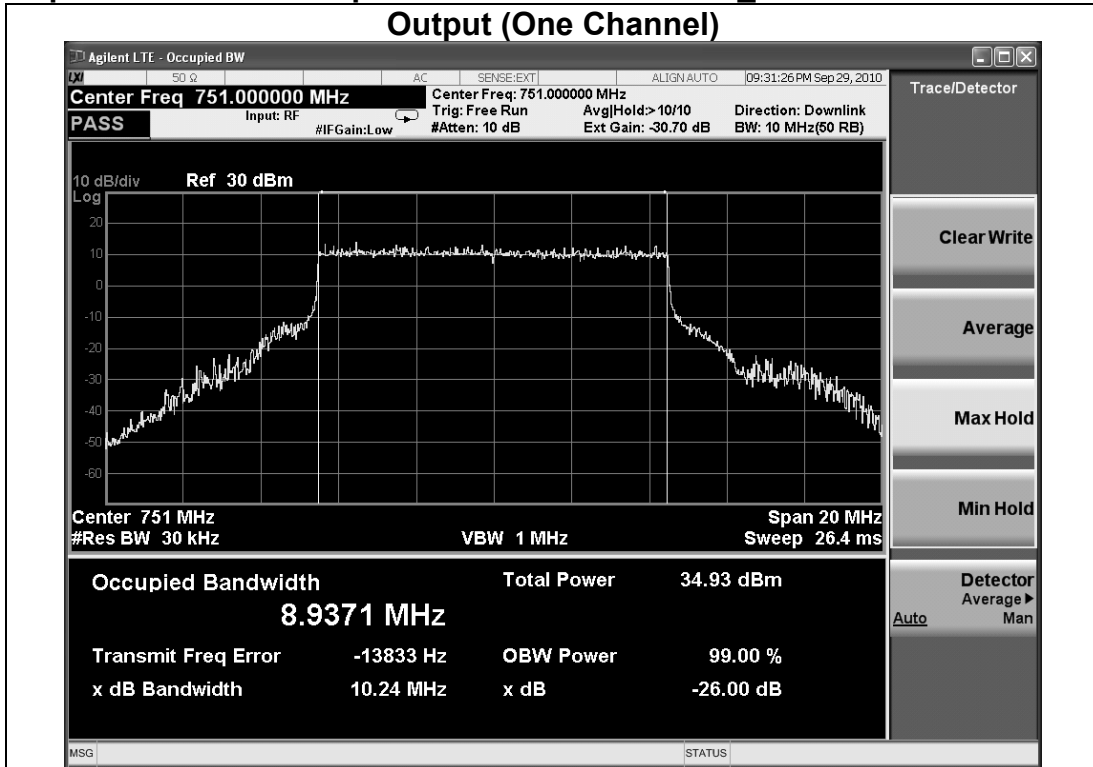 Output (One Channel)
Agilent LTE - Occupied BW
LXI 50 Ω AC SENSE:EXT ALIGN AUTO 09:31:26 PM Sep 29, 2010
Center Freq 751.000000 MHz
Input: RF
PASS
#IFGain:Low
Center Freq: 751.000000 MHz
Trig: Free Run Avg|Hold:> 10/10 Direction: Downlink
#Atten: 10 dB Ext Gain: -30.70 dB BW: 10 MHz(50 RB)
Trace/Detector
10 dB/div Ref 30 dBm
Log
20
10
0
-10
-20
-30
-40
-50
-60
Clear Write
Average
Max Hold
Min Hold
Center 751 MHz Span 20 MHz
#Res BW 30 kHz VBW 1 MHz Sweep 26.4 ms
Occupied Bandwidth Total Power 34.93 dBm
8.9371 MHz
Transmit Freq Error -13833 Hz OBW Power 99.00 %
x dB Bandwidth 10.24 MHz x dB -26.00 dB
Detector
Average
Auto Man
MSG STATUS